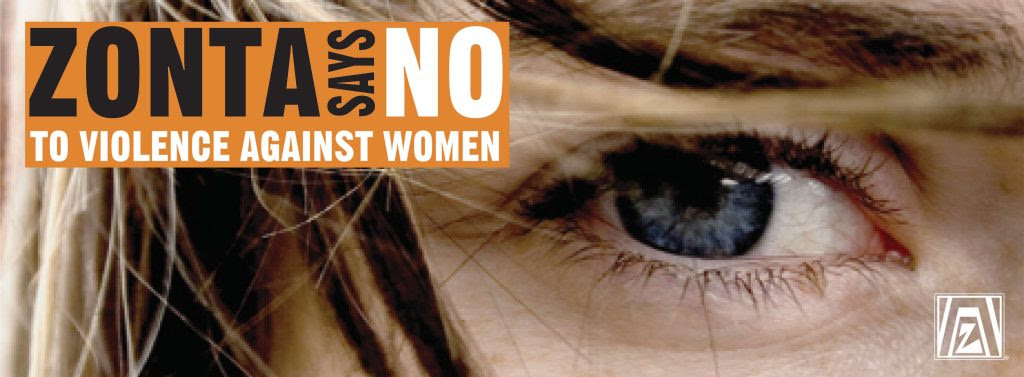 ZONTA SAYS NO
TO VIOLENCE AGAINST WOMEN
Z